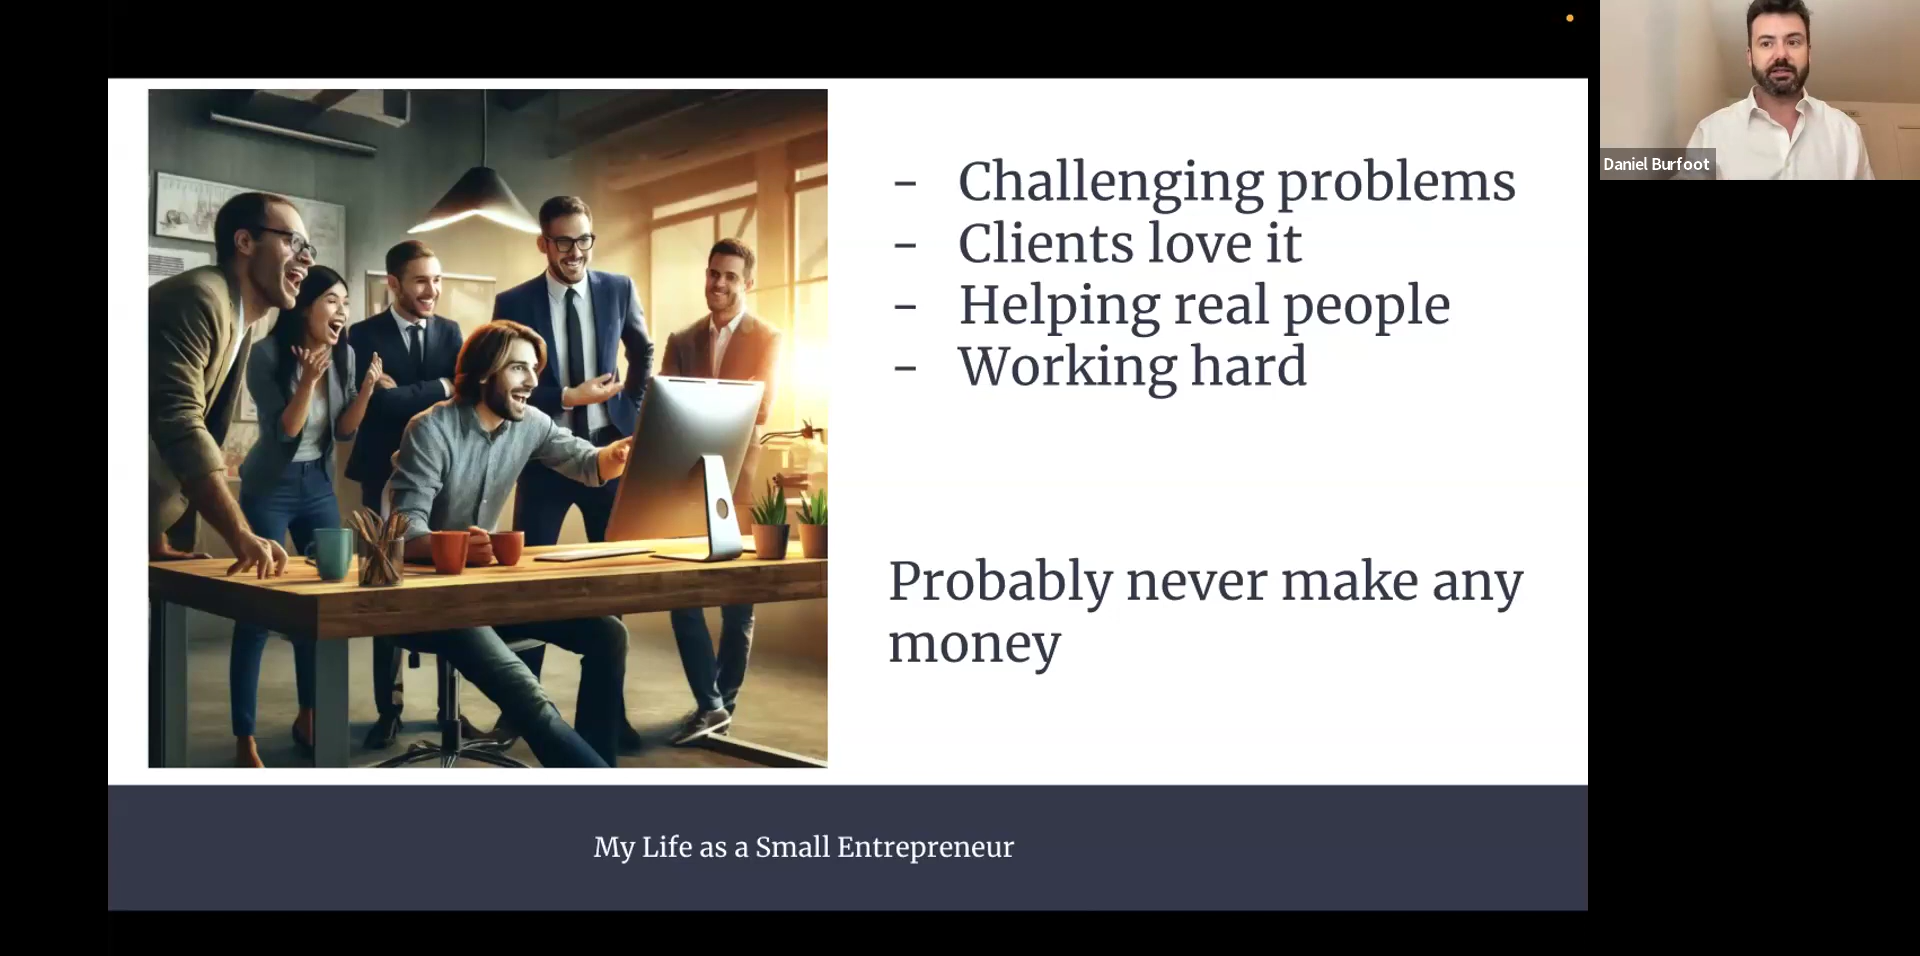 - Challenging problems
- Clients love it
- Helping real people
- Working hard
Probably never make any
money
My Life as a Small Entrepreneur
Daniel Burfoot